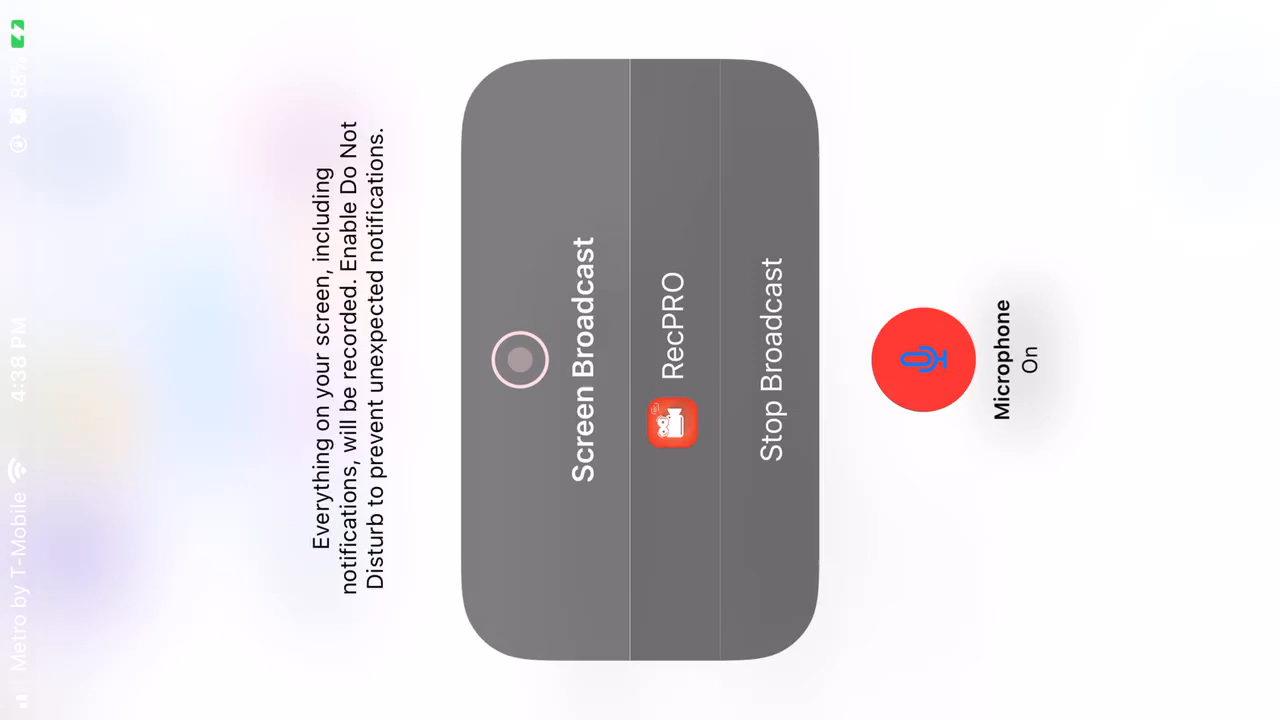 Metro by T-Mobile
4:38 PM
88%
Everything on your screen, including
notifications, will be recorded. Enable Do Not
Disturb to prevent unexpected notifications.
Screen Broadcast
RecPRO
Stop Broadcast
Microphone
On